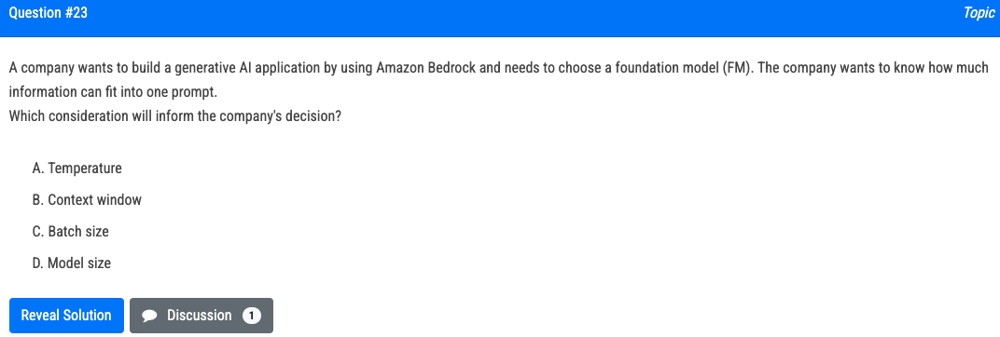 Question #23
Topic
A company wants to build a generative AI application by using Amazon Bedrock and needs to choose a foundation model (FM). The company wants to know how much
information can fit into one prompt.
Which consideration will inform the company's decision?
A. Temperature
B. Context window
C. Batch size
D. Model size
Reveal Solution
Discussion 1